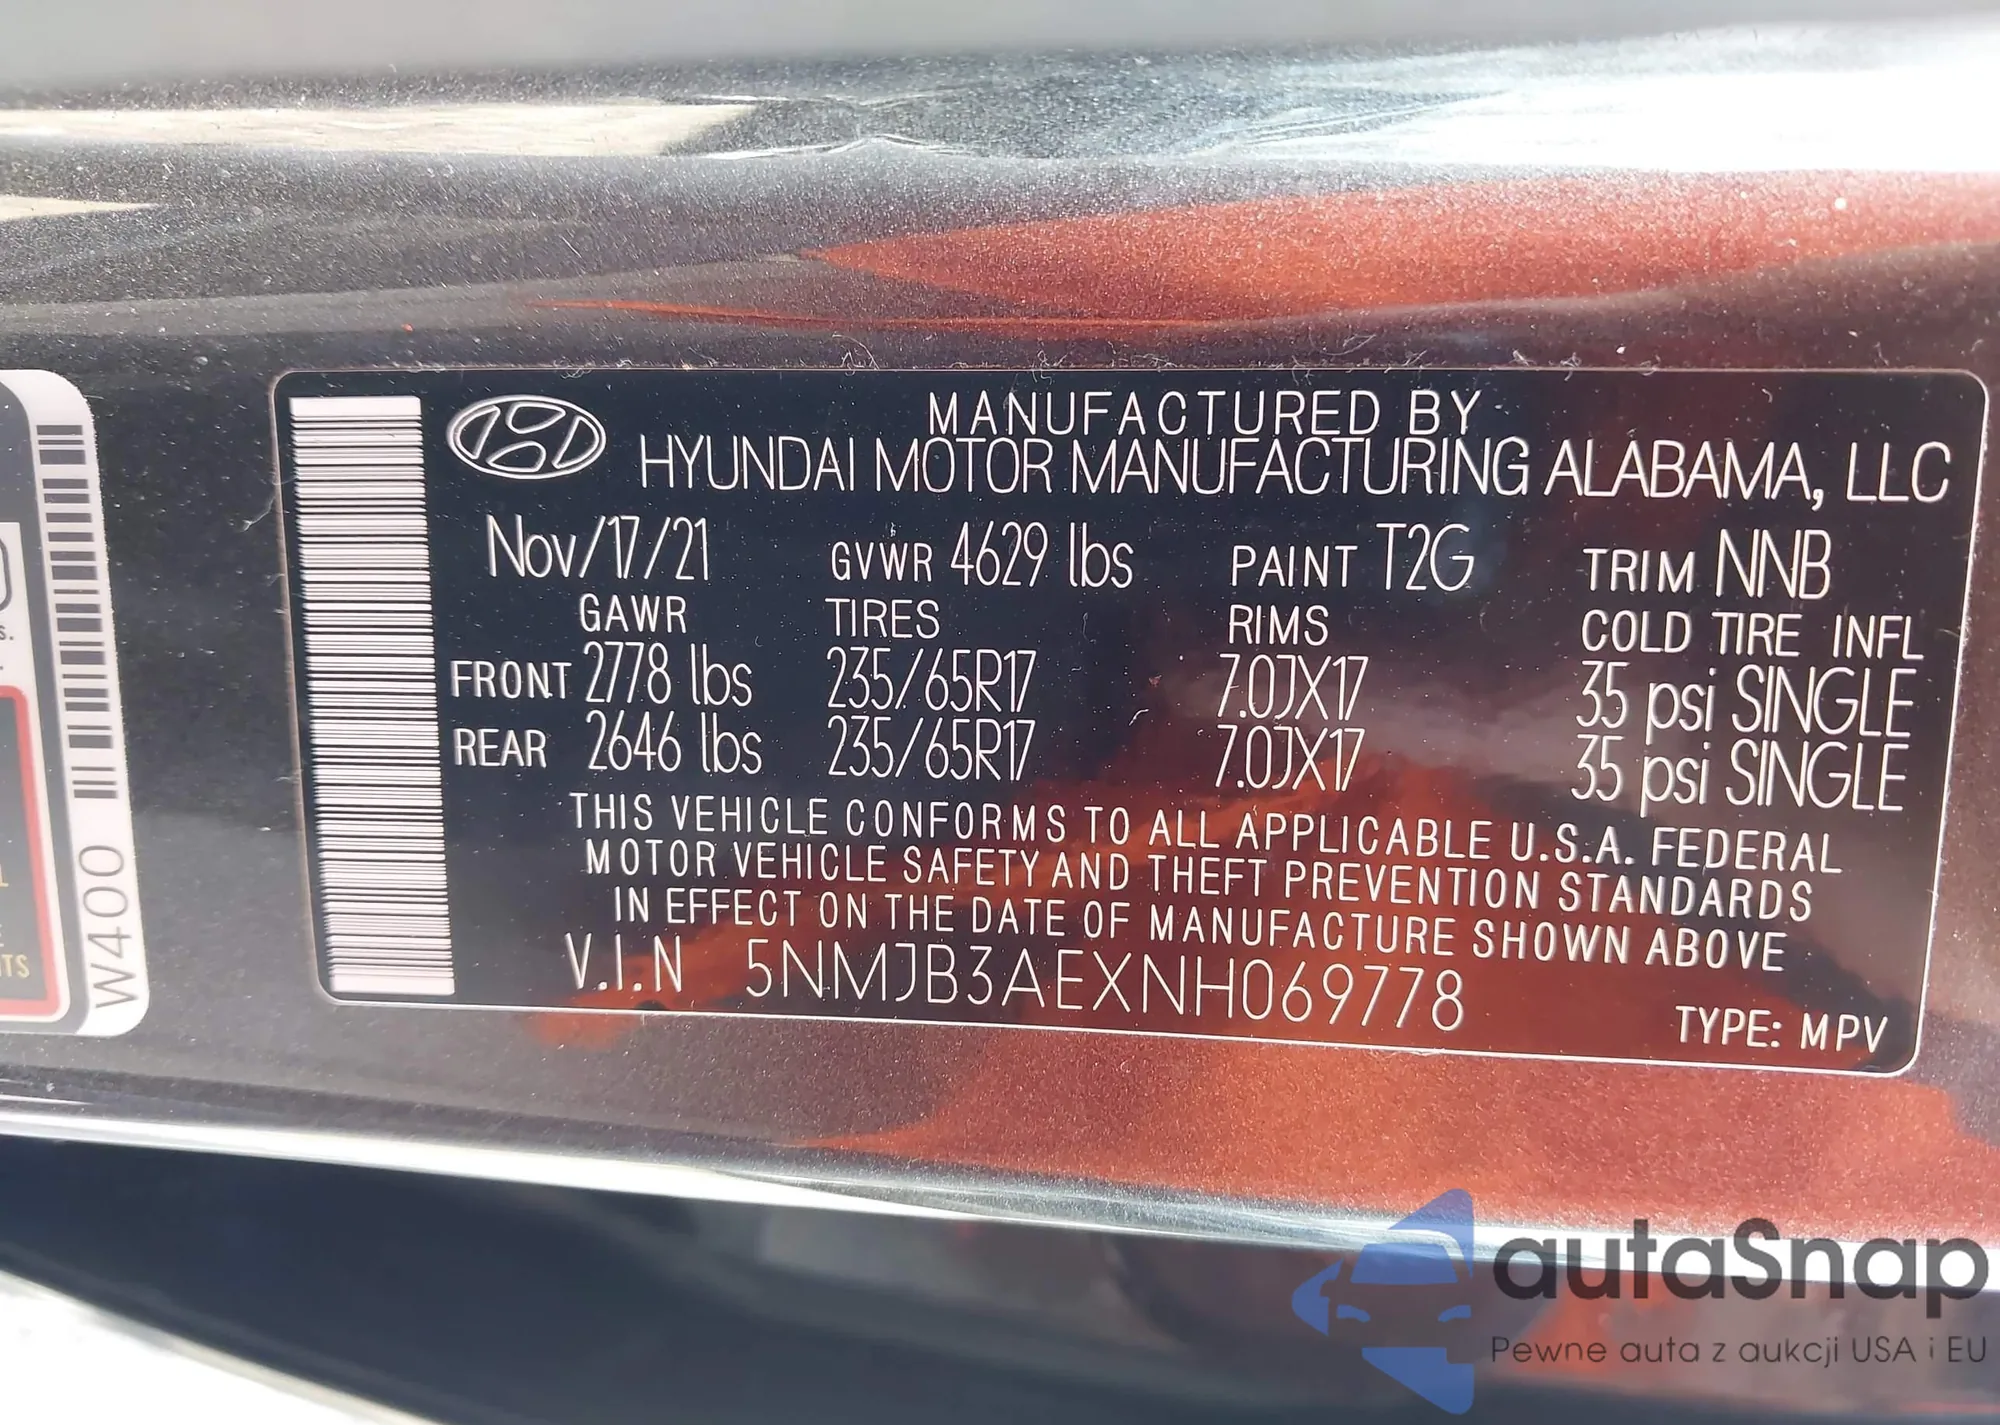 MANUFACTURED BY
HYUNDAI MOTOR MANUFACTURING ALABAMA, LLC
Nov/17/21 GVWR 4629 lbs PAINT T2G TRIM NNB
GAWR TIRES RIMS COLD TIRE INFL
FRONT 2778 lbs 235/65R17 7.0JX17 35 psi SINGLE
REAR 2646 lbs 235/65R17 7.0JX17 35 psi SINGLE
THIS VEHICLE CONFORMS TO ALL APPLICABLE U.S.A. FEDERAL
MOTOR VEHICLE SAFETY AND THEFT PREVENTION STANDARDS
IN EFFECT ON THE DATE OF MANUFACTURE SHOWN ABOVE
V.I.N 5NMJB3AEXNH069778
TYPE: MPV
W400
autaSnap
Pewne auta z aukcji USA i EU